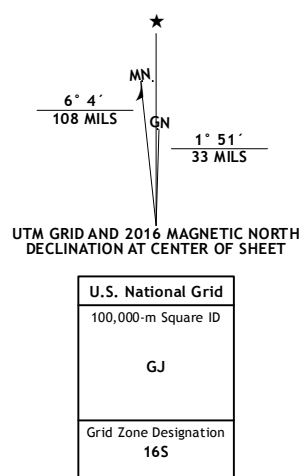 ★
MN
GN
6° 4´
108 MILS
1° 51´
33 MILS
UTM GRID AND 2016 MAGNETIC NORTH
DECLINATION AT CENTER OF SHEET
U.S. National Grid
100,000-m Square ID
GJ
Grid Zone Designation
16S